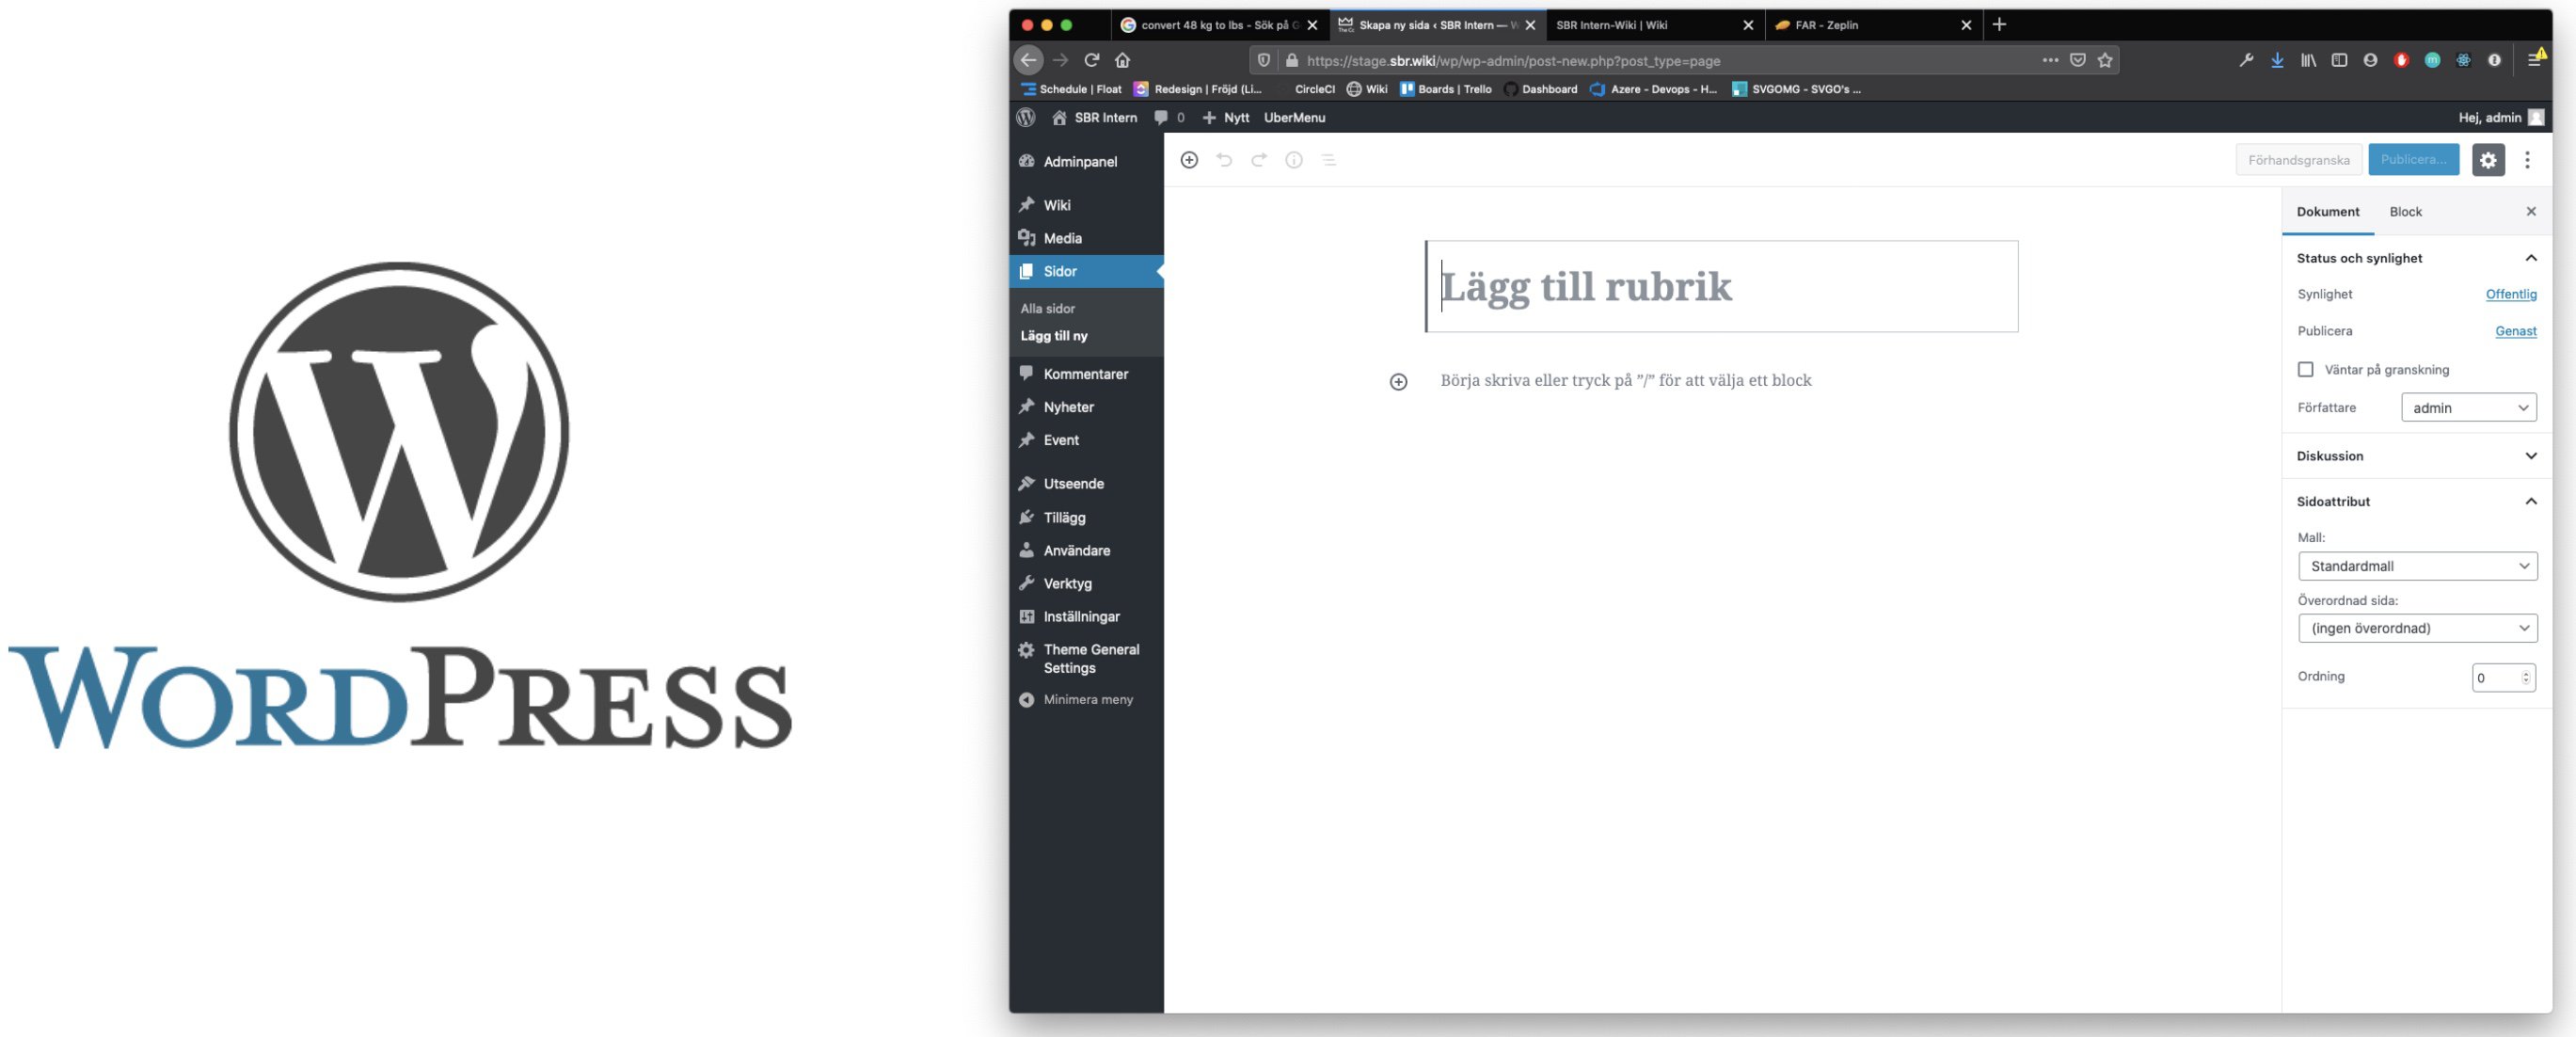 WORDPRESS
convert 48 kg to lbs - Sök på G
Skapa ny sida ‹ SBR Intern — W
SBR Intern-Wiki | Wiki
FAR - Zeplin
https://stage.sbr.wiki/wp/wp-admin/post-new.php?post_type=page
Schedule | Float
Redesign | Fröjd (Li...
CircleCI
Wiki
Boards | Trello
Dashboard
Azere - Devops - H...
SVGOMG - SVGO's ...
SBR Intern
0
Nytt
UberMenu
Hej, admin
Adminpanel
Wiki
Media
Sidor
Alla sidor
Lägg till ny
Kommentarer
Nyheter
Event
Utseende
Tillägg
Användare
Verktyg
Inställningar
Theme General
Settings
Minimera meny
Förhandsgranska
Publicera...
Lägg till rubrik
Börja skriva eller tryck på ”/” för att välja ett block
Dokument
Block
Status och synlighet
Synlighet
Offentlig
Publicera
Genast
Väntar på granskning
Författare
admin
Diskussion
Sidoattribut
Mall:
Standardmall
Överordnad sida:
(ingen överordnad)
Ordning
0